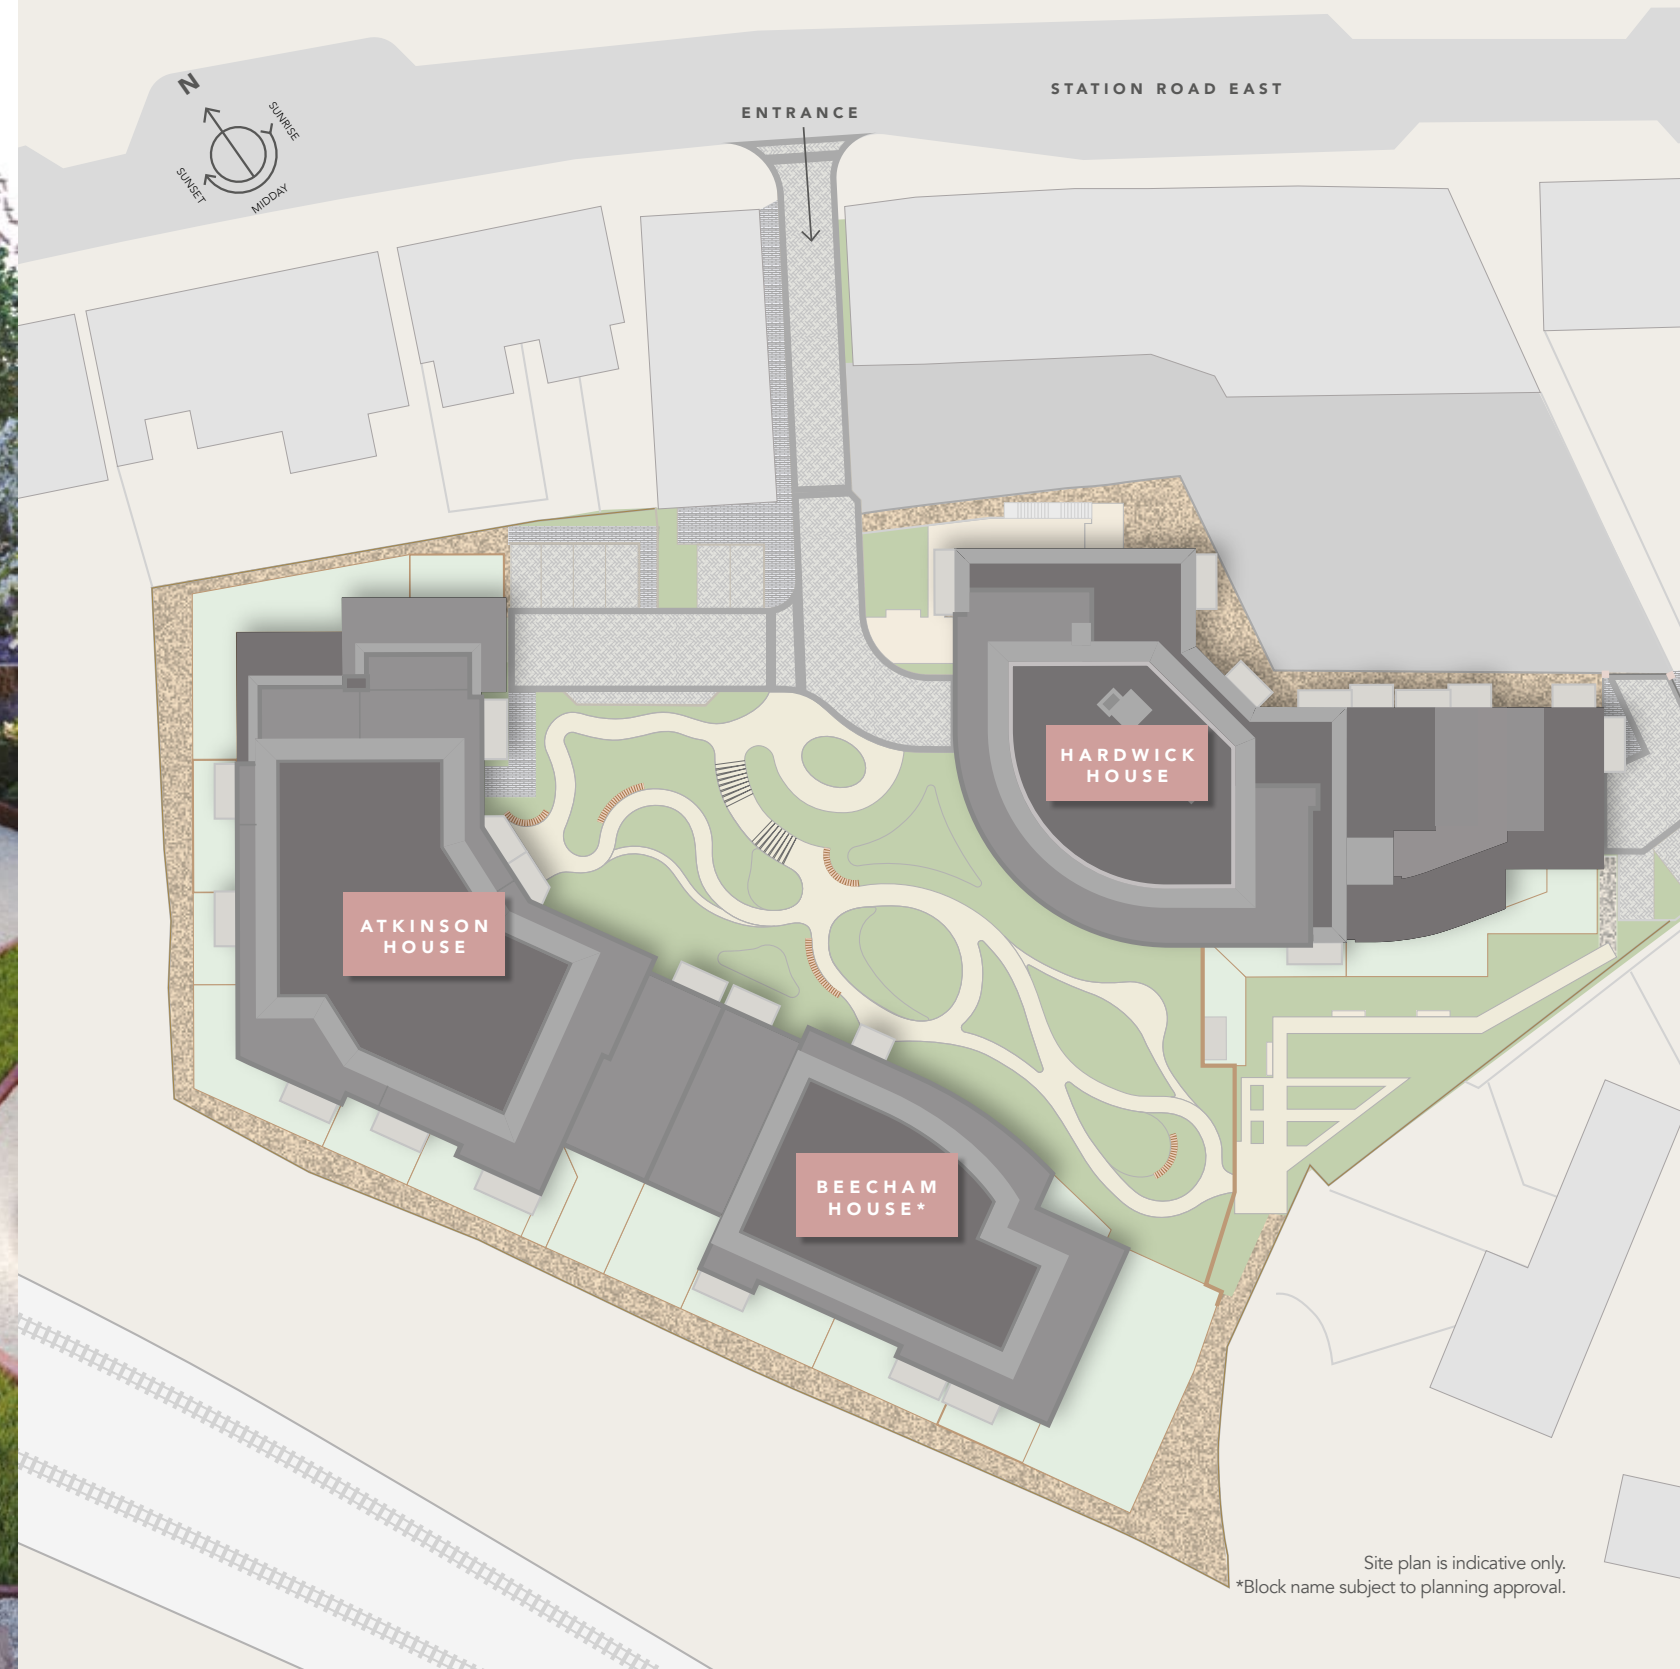 STATION ROAD EAST
ENTRANCE
N
SUNRISE
SUNSET
MIDDAY
HARDWICK
HOUSE
ATKINSON
HOUSE
BEECHAM
HOUSE*
Site plan is indicative only.
*Block name subject to planning approval.